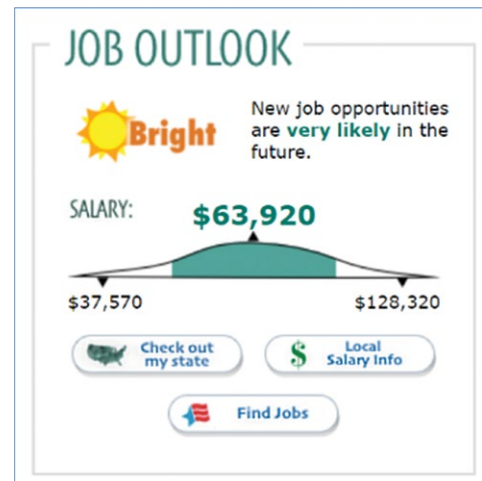 JOB OUTLOOK
Bright
New job opportunities
are very likely in the
future.
SALARY:
$63,920
$37,570
$128,320
Check out
my state
$
Local
Salary Info
Find Jobs